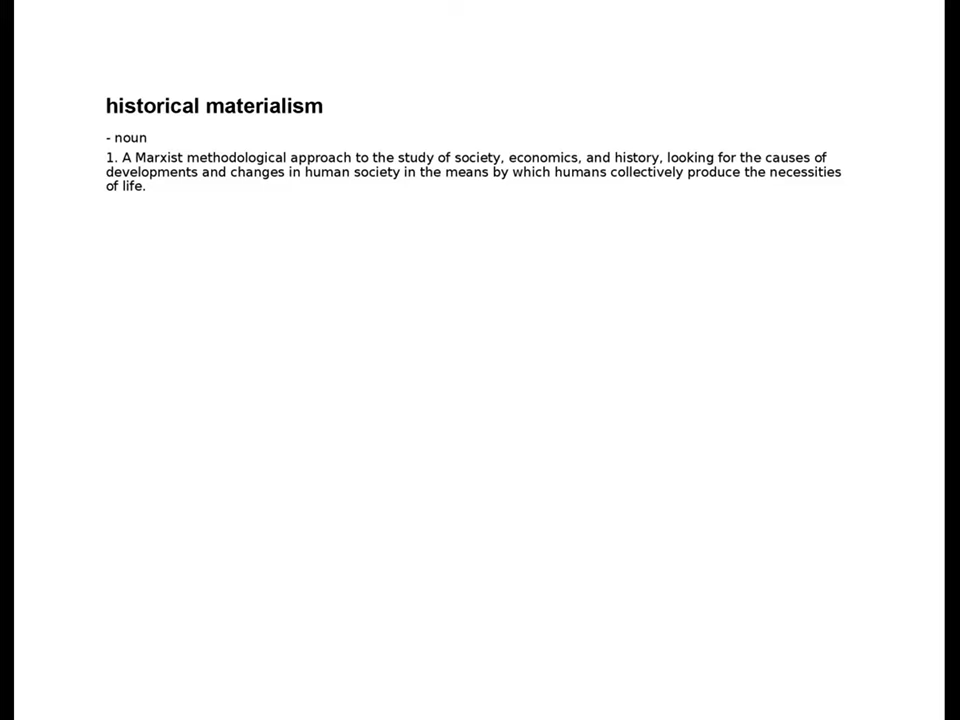 historical materialism
- noun
1. A Marxist methodological approach to the study of society, economics, and history, looking for the causes of
developments and changes in human society in the means by which humans collectively produce the necessities
of life.